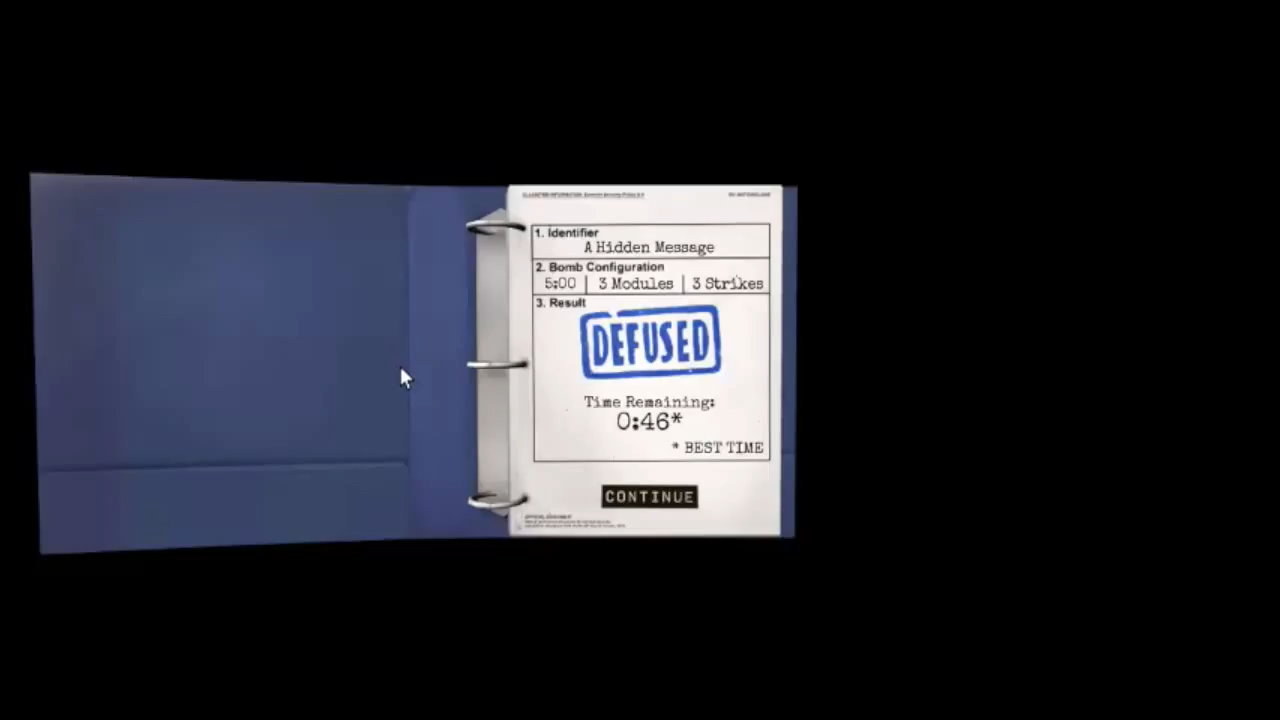 1. Identifier
A Hidden Message
2. Bomb Configuration
5:00 3 Modules 3 Strikes
3. Result
DEFUSED
Time Remaining:
0:46*
* BEST TIME
CONTINUE